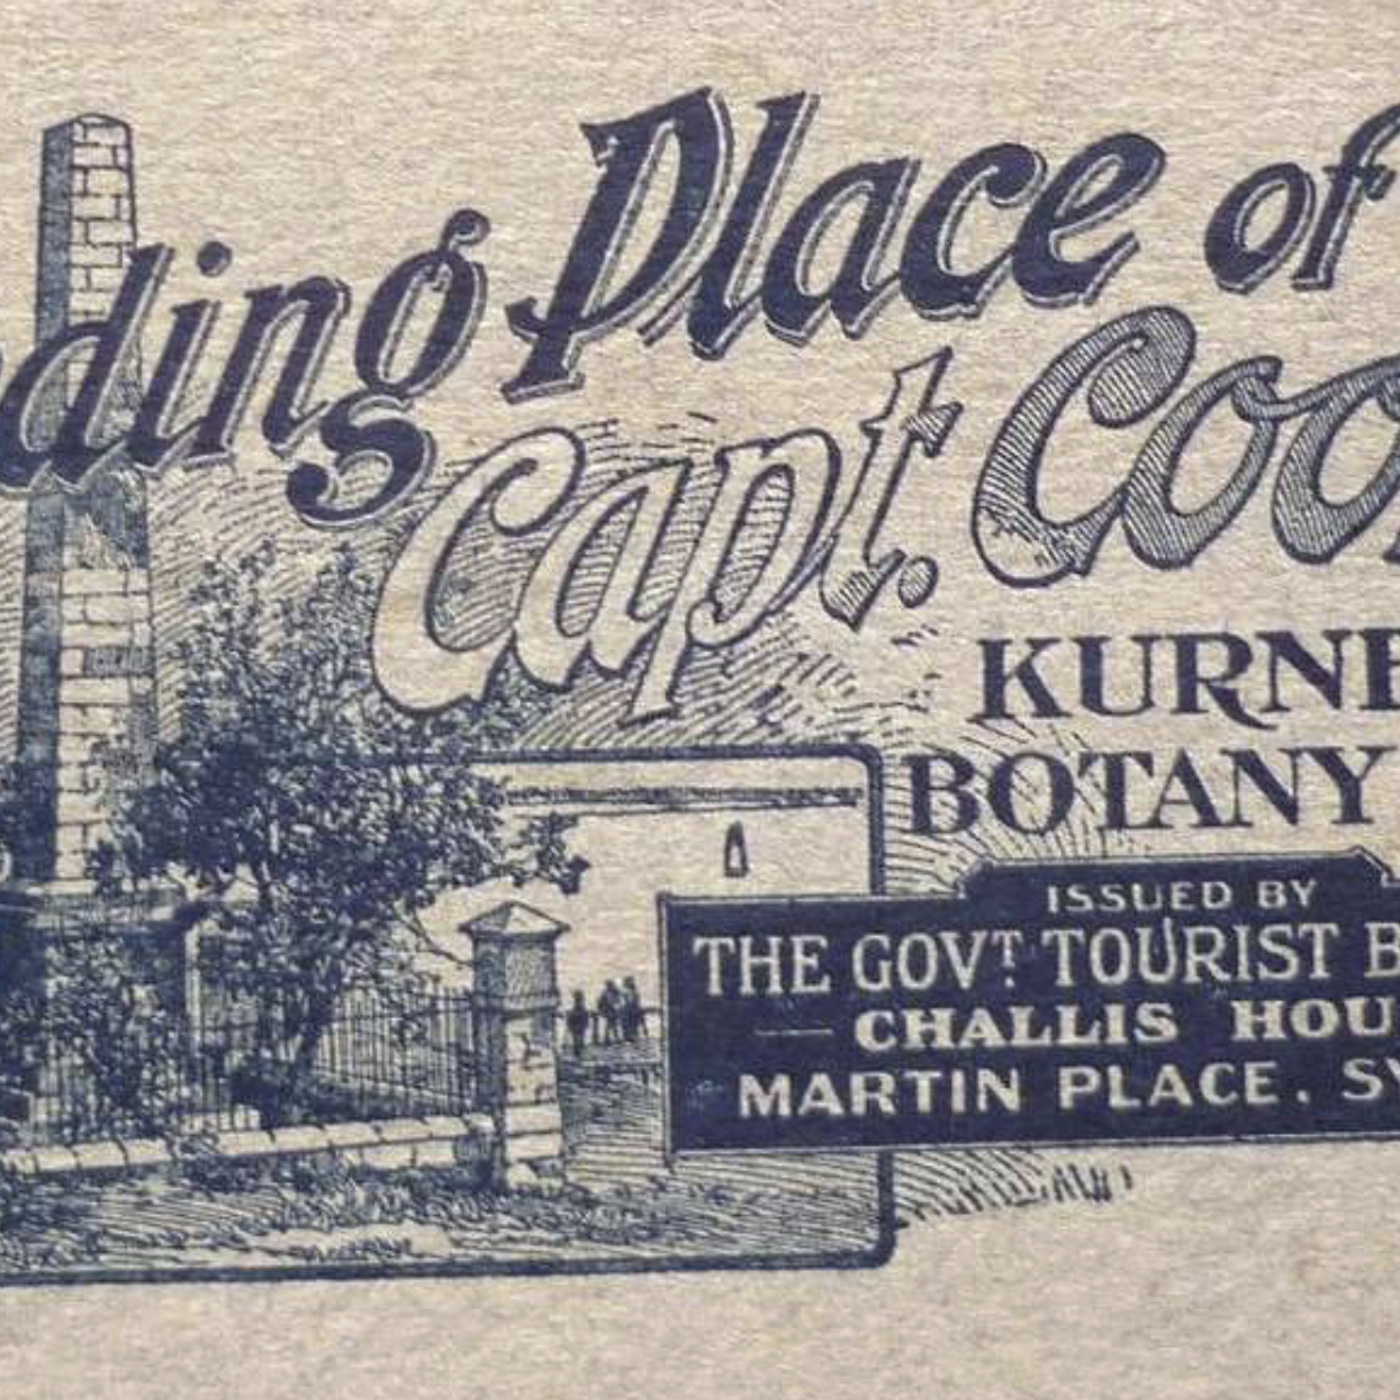 ding Place of
Capt. Coo
KURNE
BOTANY
ISSUED BY
THE GOVT. TOURIST B
CHALLIS HOU
MARTIN PLACE. SY